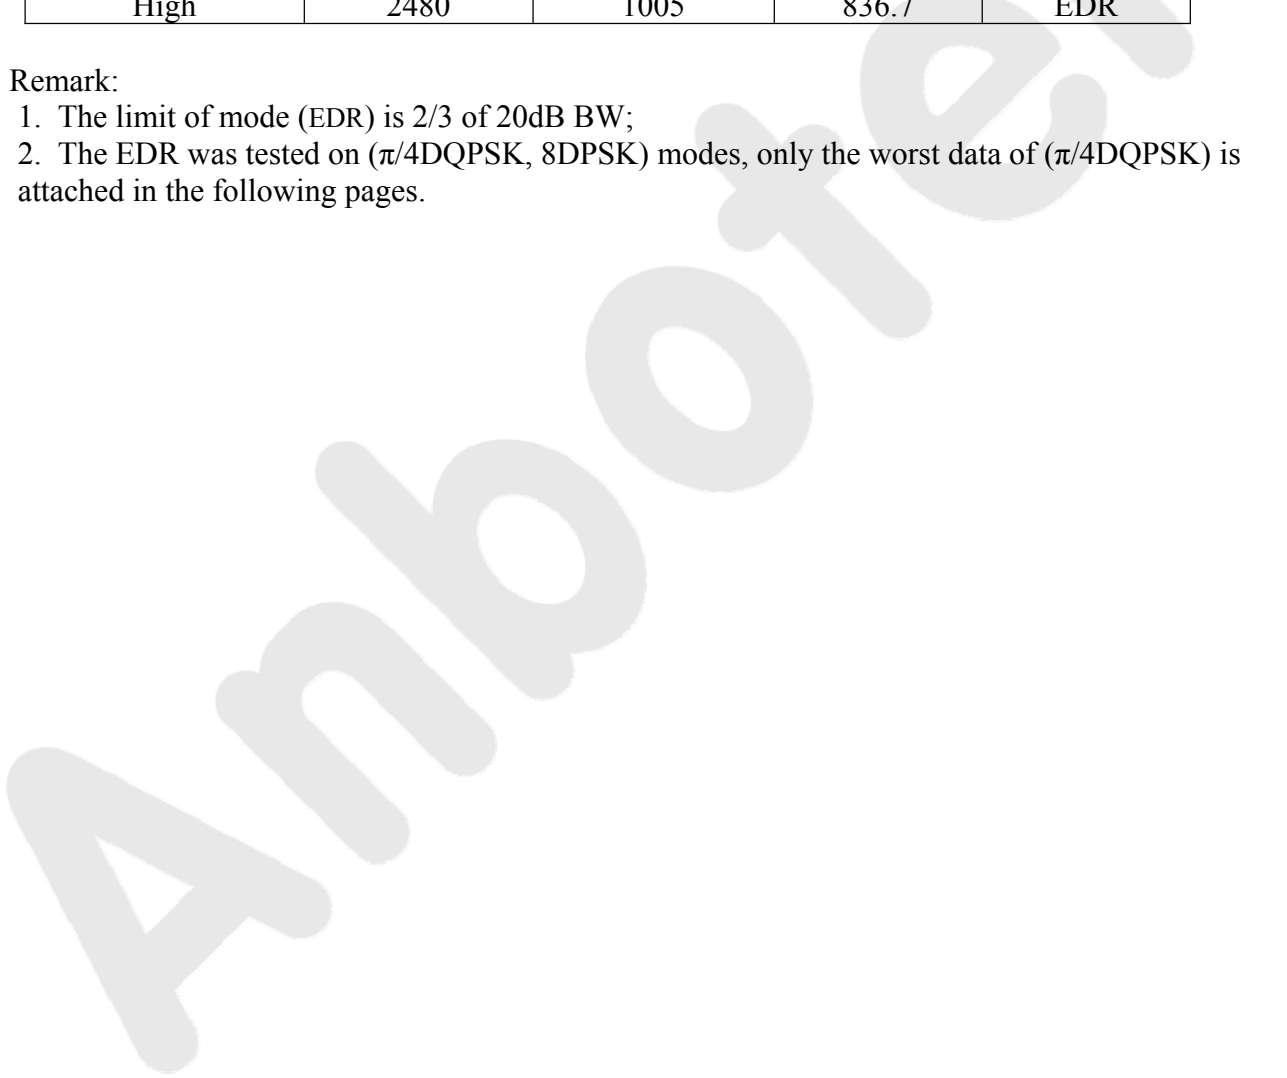 High 2480 1005 836.7 EDR
Remark:
1. The limit of mode (EDR) is 2/3 of 20dB BW;
2. The EDR was tested on (π/4DQPSK, 8DPSK) modes, only the worst data of (π/4DQPSK) is
attached in the following pages.
Anbote